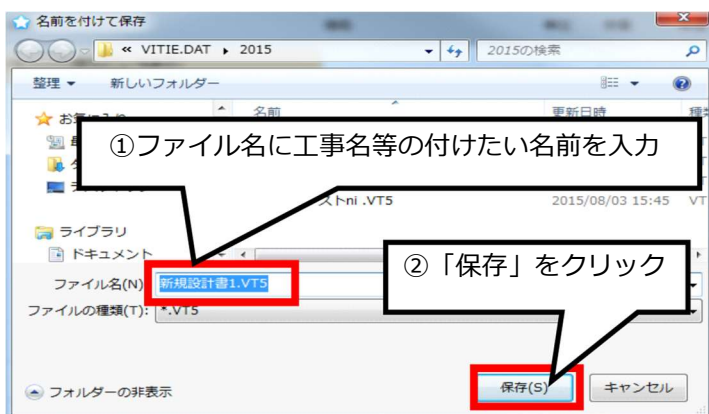 名前を付けて保存
« VITIE.DAT ▸ 2015
2015の検索
整理 ▼ 新しいフォルダー
名前 更新日時 種類
①ファイル名に工事名等の付けたい名前を入力
ストni .VT5 2015/08/03 15:45 VT
ライブラリ
ドキュメント
②「保存」をクリック
ファイル名(N) 新規設計書1.VT5
ファイルの種類(T): *.VT5
フォルダーの非表示
保存(S) キャンセル